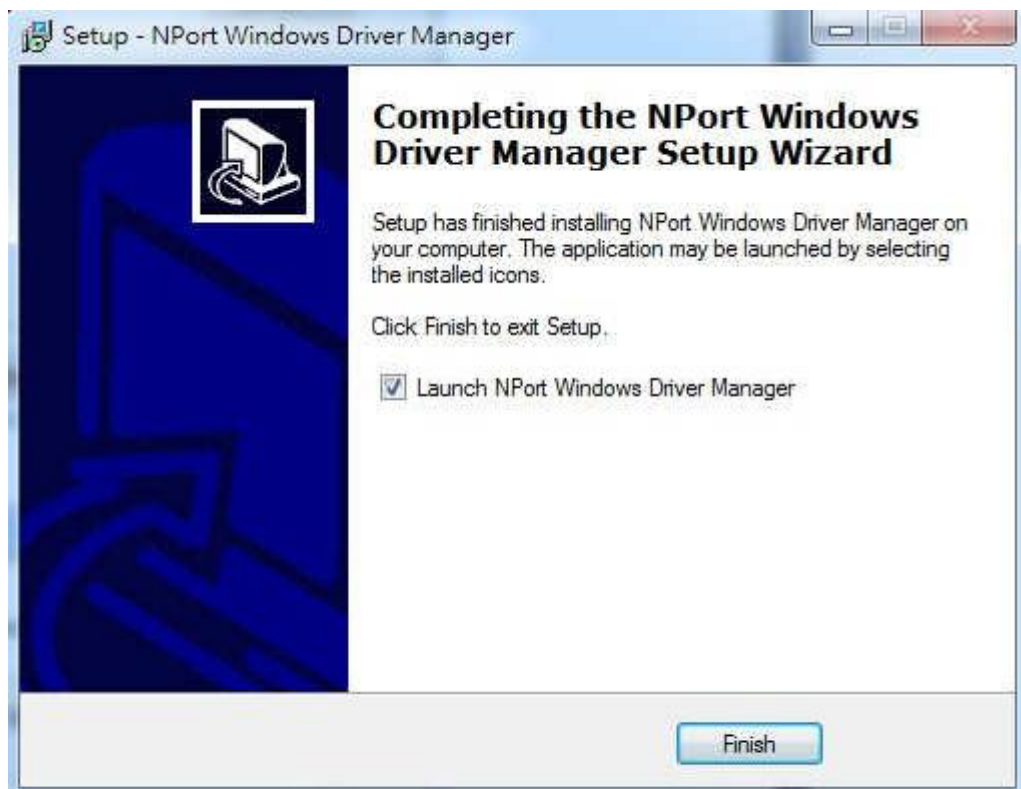 Setup - NPort Windows Driver Manager
Completing the NPort Windows
Driver Manager Setup Wizard
Setup has finished installing NPort Windows Driver Manager on
your computer. The application may be launched by selecting
the installed icons.
Click Finish to exit Setup.
Launch NPort Windows Driver Manager
Finish